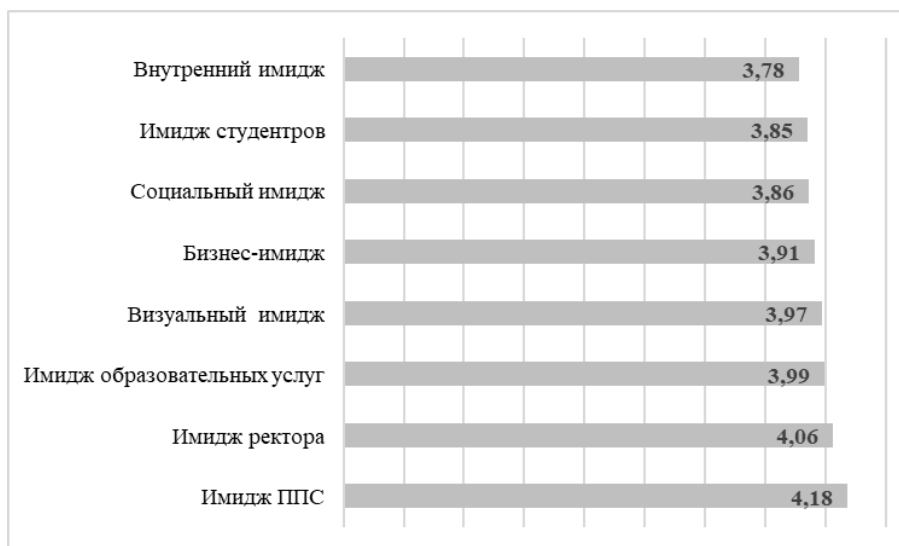 Внутренний имидж 3,78
Имидж студентров 3,85
Социальный имидж 3,86
Бизнес-имидж 3,91
Визуальный имидж 3,97
Имидж образовательных услуг 3,99
Имидж ректора 4,06
Имидж ППС 4,18